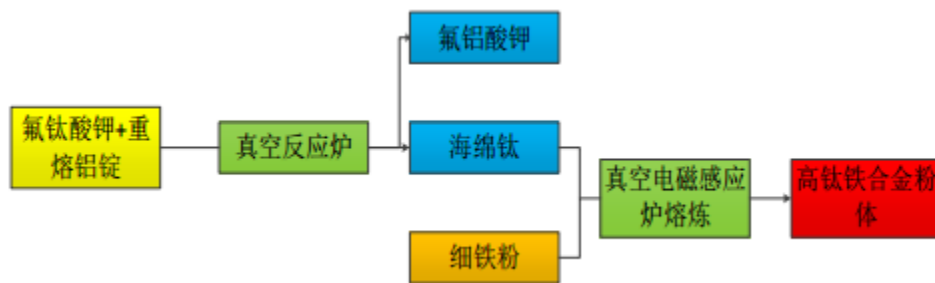 氟铝酸钾
氟钛酸钾+重
熔铝锭
真空反应炉
海绵钛
真空电磁感应
炉熔炼
高钛铁合金粉
体
细铁粉